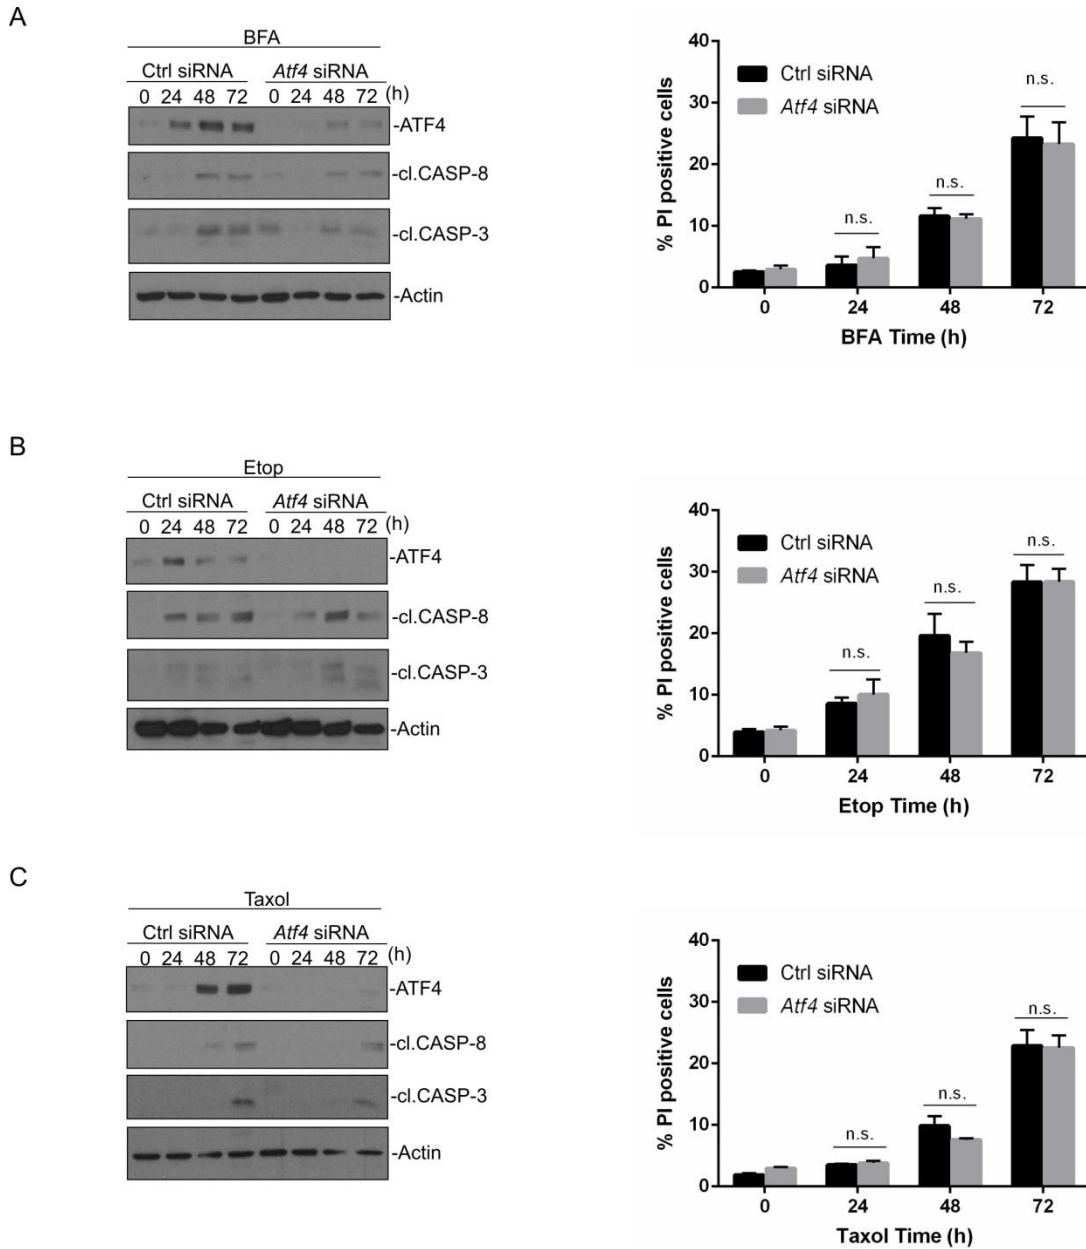 A
BFA
Ctrl siRNA Atf4 siRNA
0 24 48 72 0 24 48 72 (h)
-ATF4
-cl.CASP-8
-cl.CASP-3
-Actin
% PI positive cells
40
30
20
10
0
Ctrl siRNA
Atf4 siRNA
n.s.
n.s.
n.s.
0 24 48 72
BFA Time (h)
B
Etop
Ctrl siRNA Atf4 siRNA
0 24 48 72 0 24 48 72 (h)
-ATF4
-cl.CASP-8
-cl.CASP-3
-Actin
% PI positive cells
40
30
20
10
0
Ctrl siRNA
Atf4 siRNA
n.s.
n.s.
n.s.
0 24 48 72
Etop Time (h)
C
Taxol
Ctrl siRNA Atf4 siRNA
0 24 48 72 0 24 48 72 (h)
-ATF4
-cl.CASP-8
-cl.CASP-3
-Actin
% PI positive cells
40
30
20
10
0
Ctrl siRNA
Atf4 siRNA
n.s.
n.s.
n.s.
0 24 48 72
Taxol Time (h)